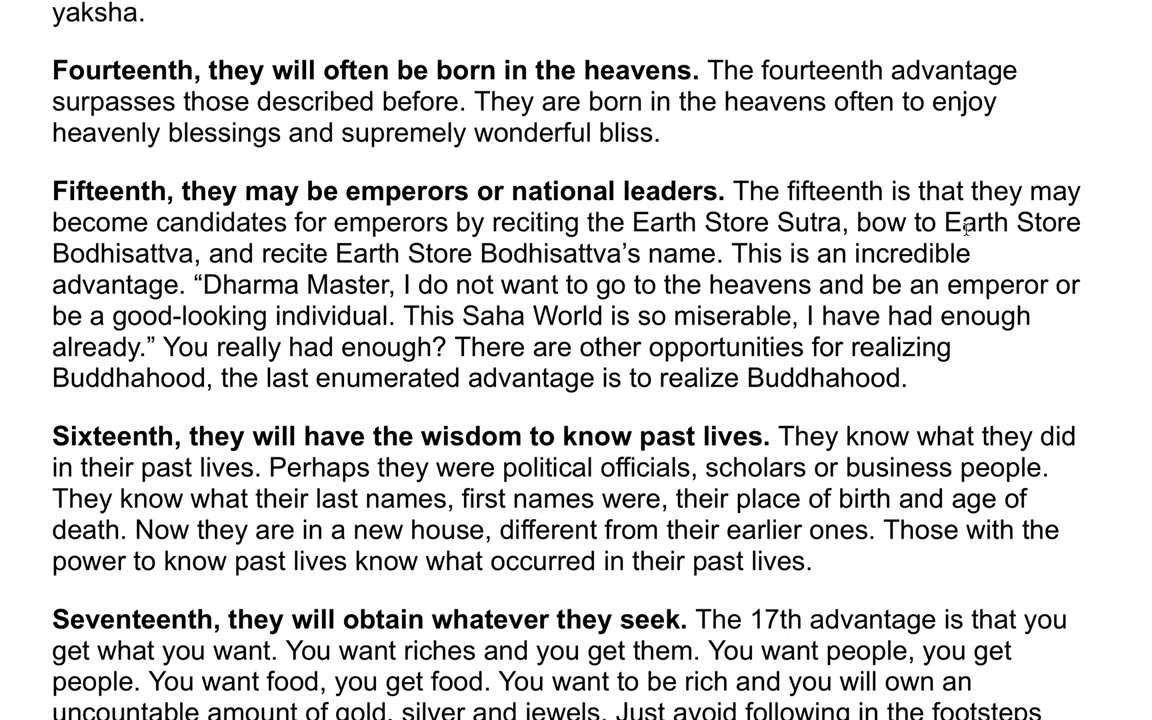 yaksha.
Fourteenth, they will often be born in the heavens. The fourteenth advantage
surpasses those described before. They are born in the heavens often to enjoy
heavenly blessings and supremely wonderful bliss.
Fifteenth, they may be emperors or national leaders. The fifteenth is that they may
become candidates for emperors by reciting the Earth Store Sutra, bow to Earth Store
Bodhisattva, and recite Earth Store Bodhisattva’s name. This is an incredible
advantage. “Dharma Master, I do not want to go to the heavens and be an emperor or
be a good-looking individual. This Saha World is so miserable, I have had enough
already.” You really had enough? There are other opportunities for realizing
Buddhahood, the last enumerated advantage is to realize Buddhahood.
Sixteenth, they will have the wisdom to know past lives. They know what they did
in their past lives. Perhaps they were political officials, scholars or business people.
They know what their last names, first names were, their place of birth and age of
death. Now they are in a new house, different from their earlier ones. Those with the
power to know past lives know what occurred in their past lives.
Seventeenth, they will obtain whatever they seek. The 17th advantage is that you
get what you want. You want riches and you get them. You want people, you get
people. You want food, you get food. You want to be rich and you will own an
uncountable amount of gold, silver and jewels. Just avoid following in the footsteps